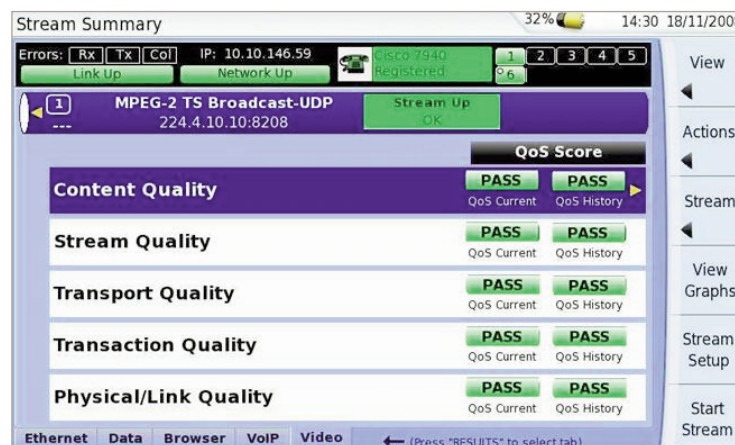 Stream Summary
32% 14:30 18/11/2008
Errors: Rx Tx Col IP: 10.10.146.59
Link Up Network Up
Cisco 7940
Registered
1 2 3 4 5
6
1 MPEG-2 TS Broadcast-UDP
--- 224.4.10.10:8208
Stream Up
OK
QoS Score
Content Quality PASS PASS
QoS Current QoS History
Stream Quality PASS PASS
QoS Current QoS History
Transport Quality PASS PASS
QoS Current QoS History
Transaction Quality PASS PASS
QoS Current QoS History
Physical/Link Quality PASS PASS
QoS Current QoS History
Ethernet Data Browser VoIP Video
(Press "RESULTS" to select tab)
View
Actions
Stream
View
Graphs
Stream
Setup
Start
Stream